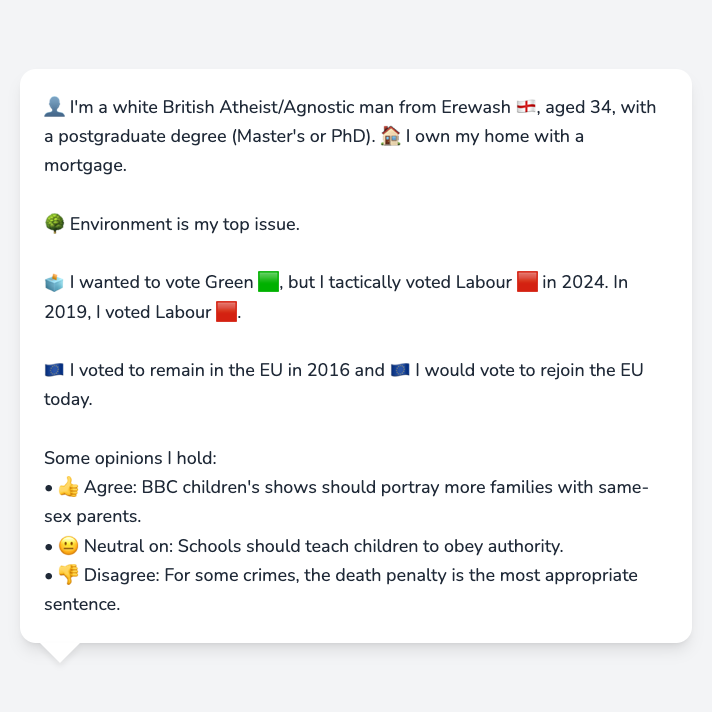 👤 I'm a white British Atheist/Agnostic man from Erewash 🏴󠁧󠁢󠁥󠁮󠁧󠁿, aged 34, with
a postgraduate degree (Master's or PhD). 🏠 I own my home with a
mortgage.
🌳 Environment is my top issue.
🗳️ I wanted to vote Green 🟩, but I tactically voted Labour 🟥 in 2024. In
2019, I voted Labour 🟥.
🇪🇺 I voted to remain in the EU in 2016 and 🇪🇺 I would vote to rejoin the EU
today.
Some opinions I hold:
• 👍 Agree: BBC children's shows should portray more families with same-
sex parents.
• 😐 Neutral on: Schools should teach children to obey authority.
• 👎 Disagree: For some crimes, the death penalty is the most appropriate
sentence.